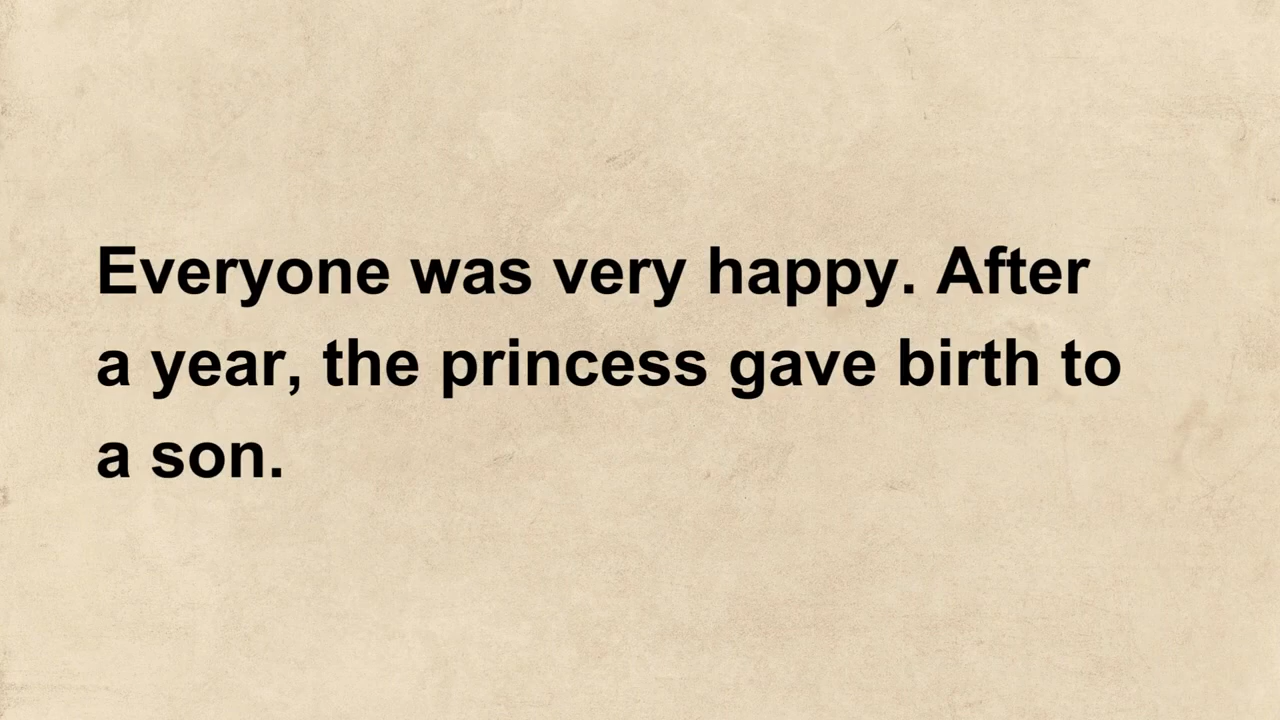 Everyone was very happy. After
a year, the princess gave birth to
a son.